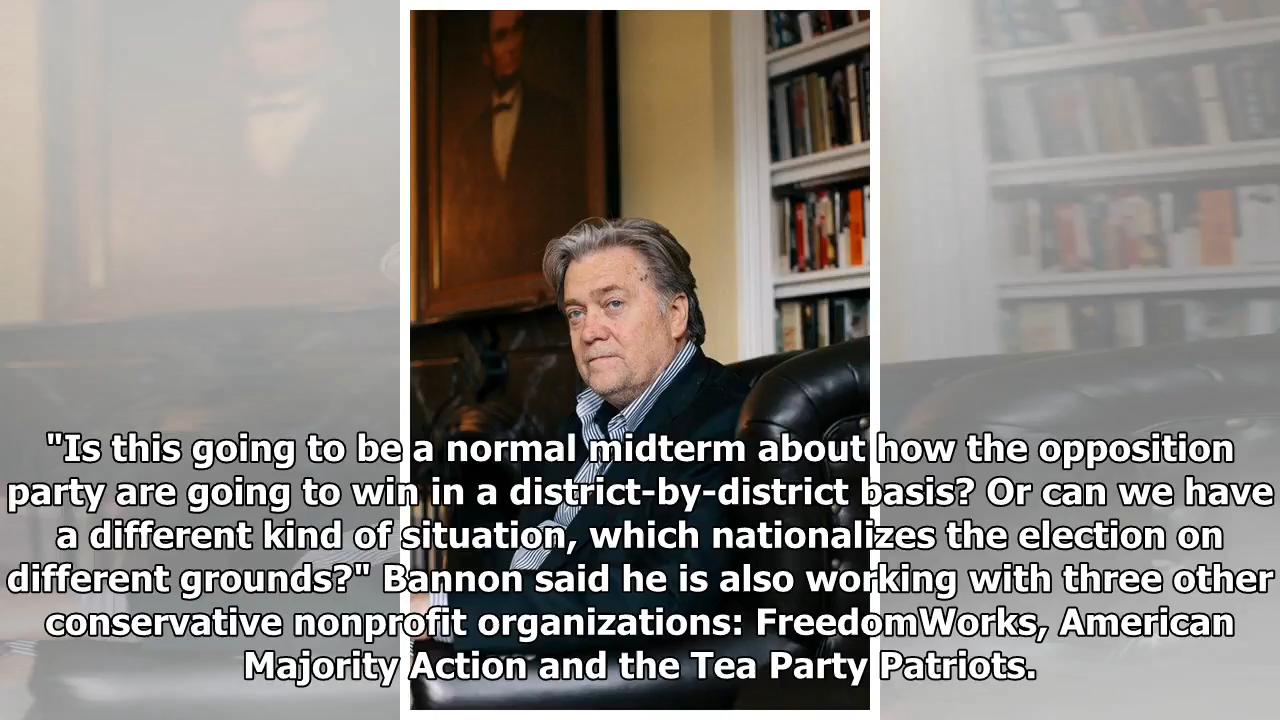 "Is this going to be a normal midterm about how the opposition
party are going to win in a district-by-district basis? Or can we have
a different kind of situation, which nationalizes the election on
different grounds?" Bannon said he is also working with three other
conservative nonprofit organizations: FreedomWorks, American
Majority Action and the Tea Party Patriots.